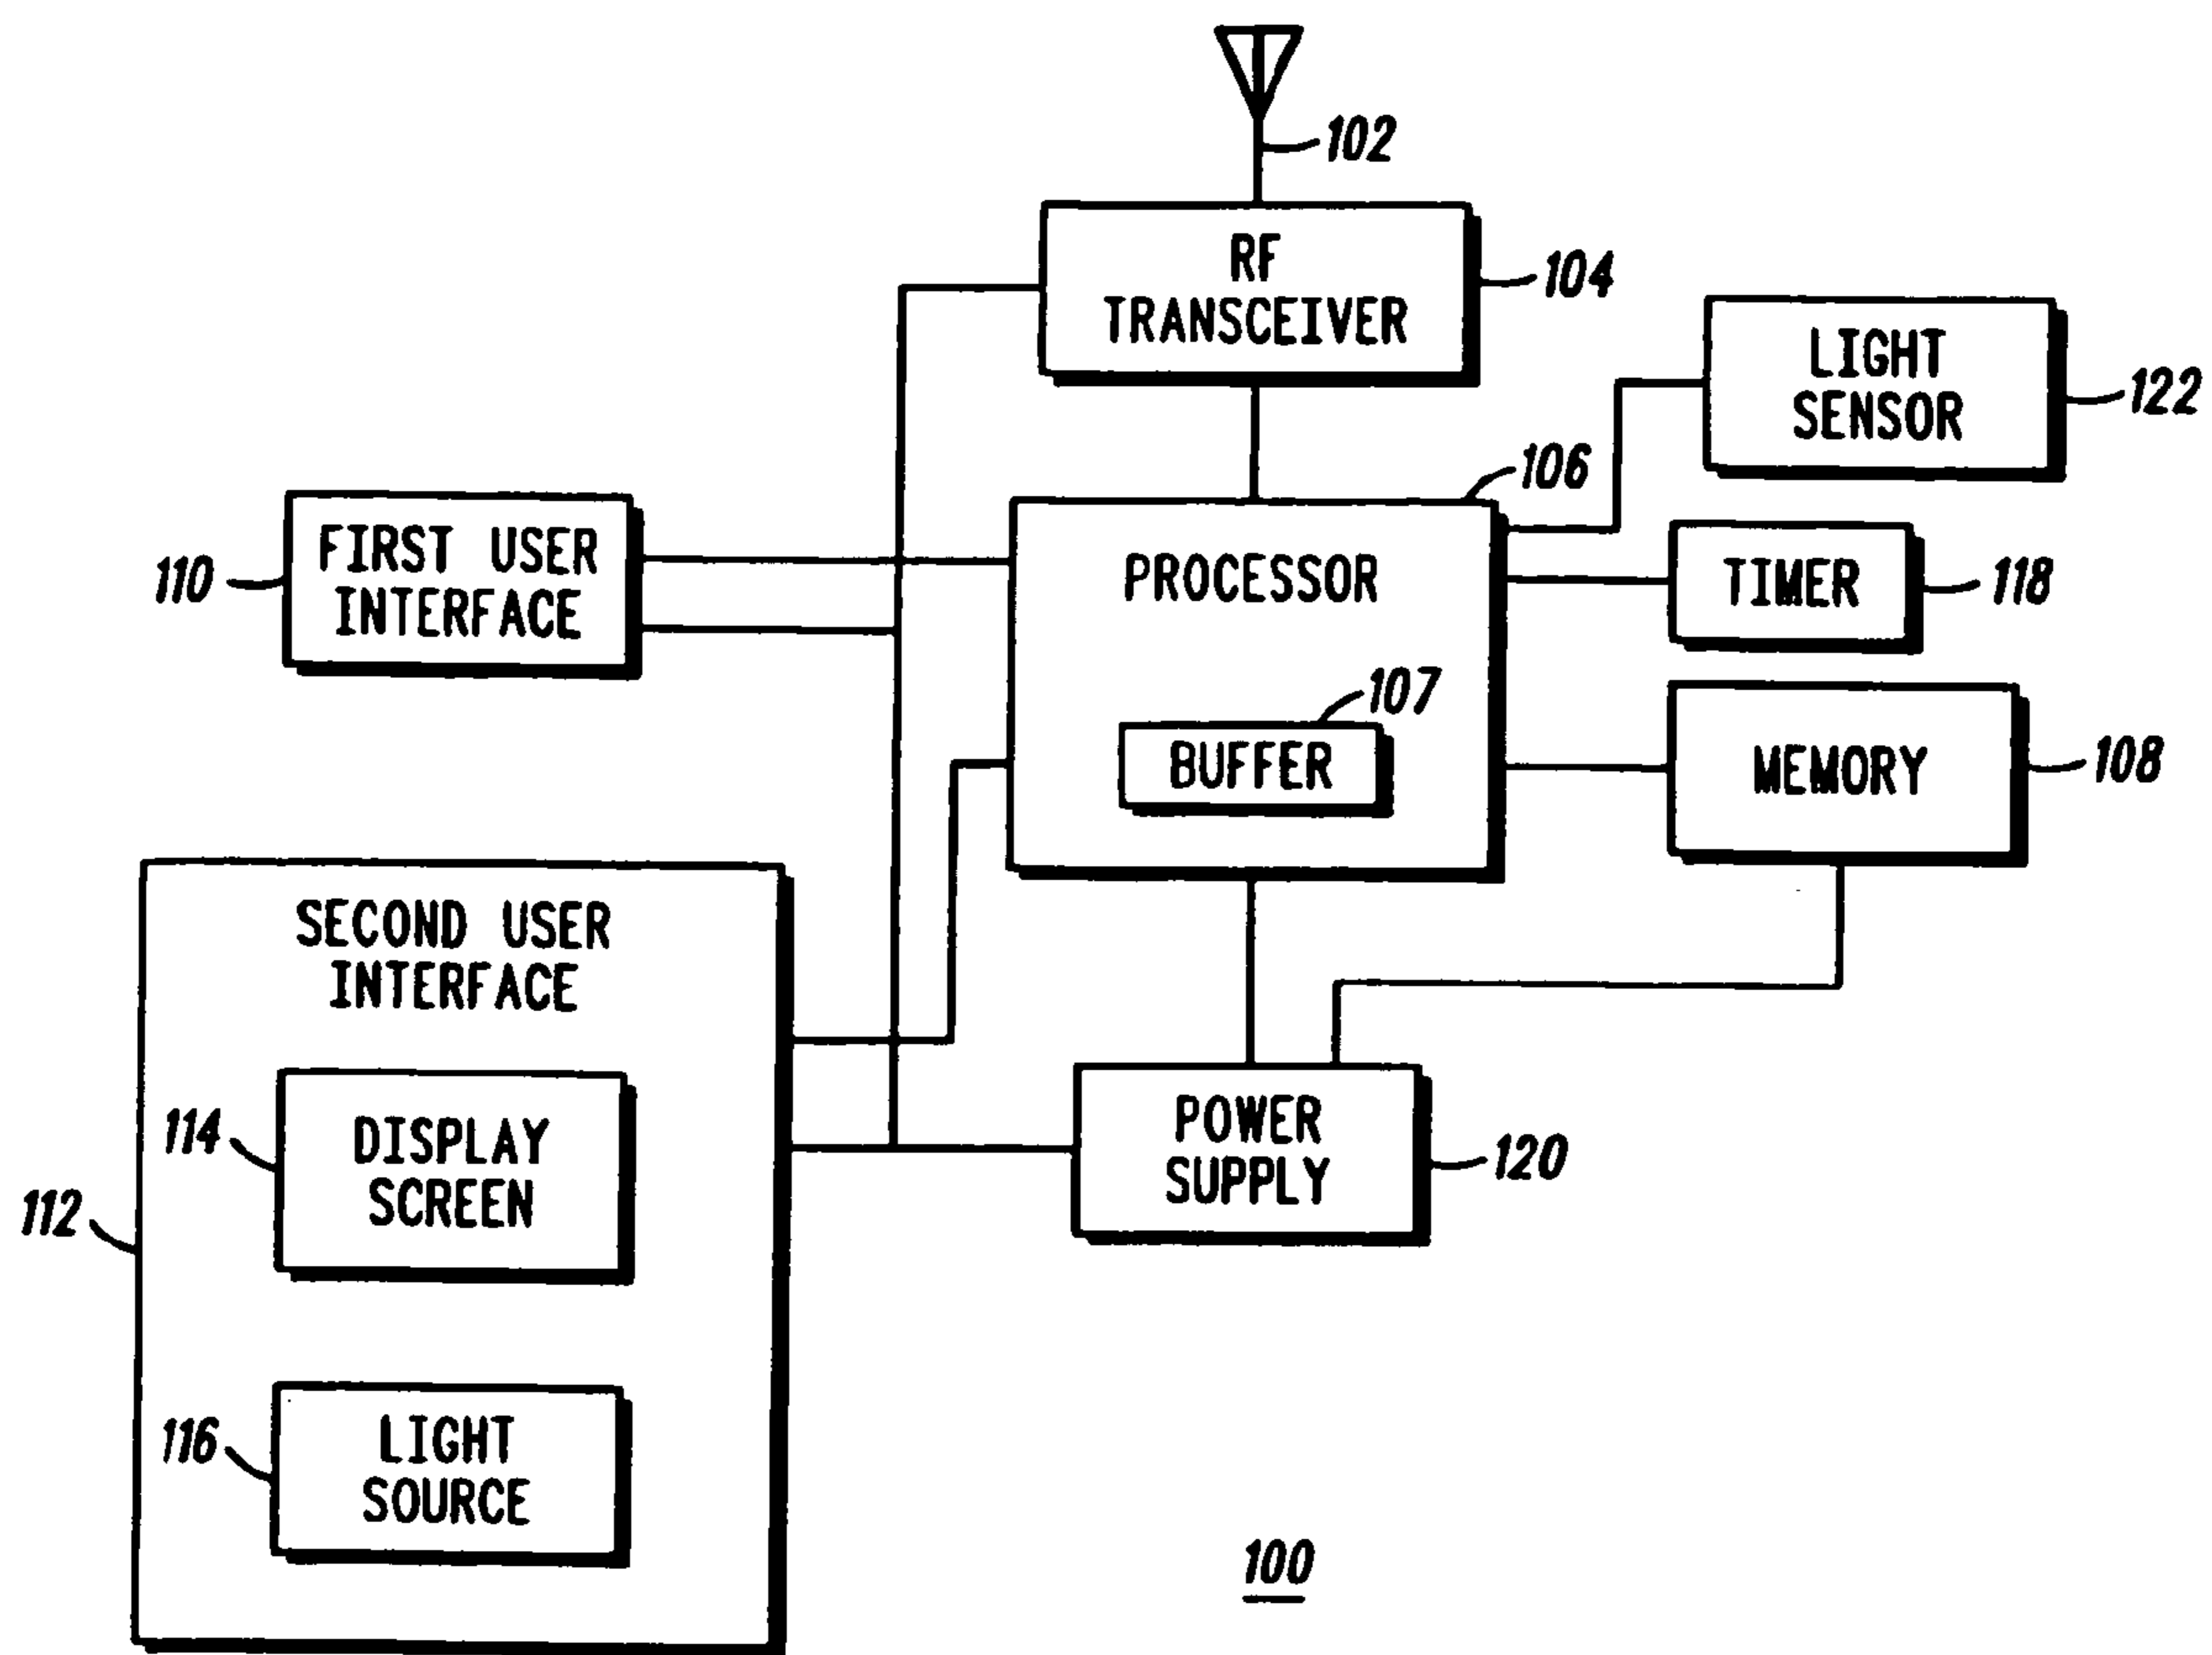 102
RF
TRANSCEIVER
104
LIGHT
SENSOR
122
106
FIRST USER
INTERFACE
110
PROCESSOR
TIMER
118
107
BUFFER
MEMORY
108
SECOND USER
INTERFACE
114
DISPLAY
SCREEN
112
POWER
SUPPLY
120
116
LIGHT
SOURCE
100